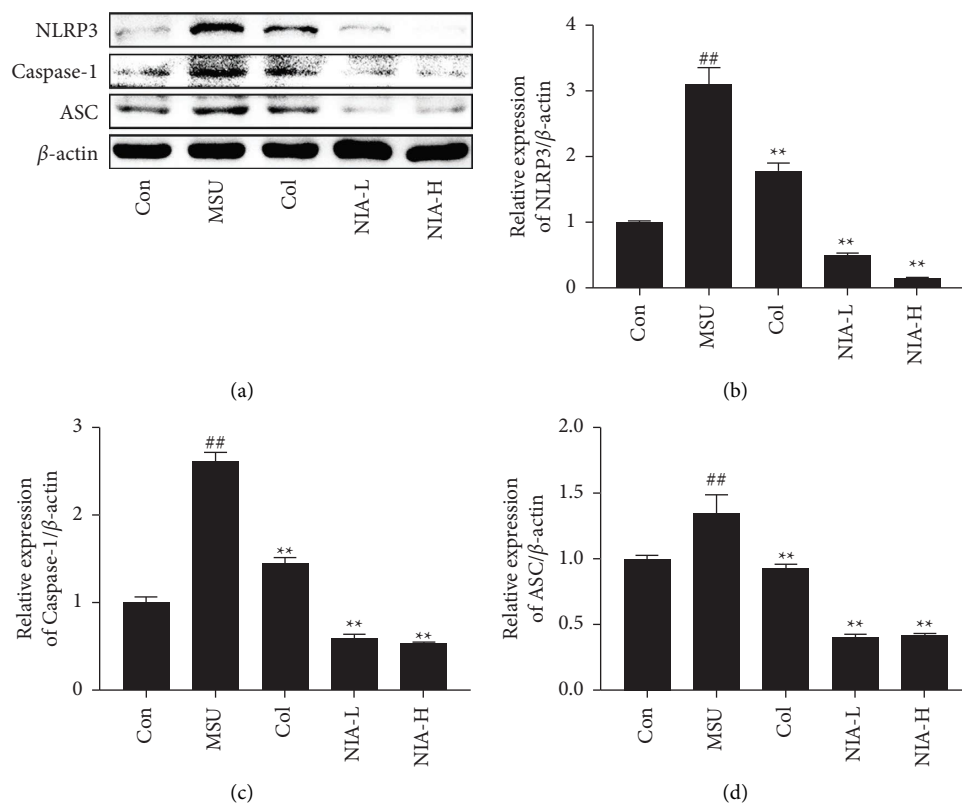 NLRP3
Caspase-1
ASC
β-actin
Con
MSU
Col
NIA-L
NIA-H
(a)
Relative expression
of NLRP3/β-actin
4
3
2
1
0
##
**
**
**
Con
MSU
Col
NIA-L
NIA-H
(b)
Relative expression
of Caspase-1/β-actin
3
2
1
0
##
**
**
**
Con
MSU
Col
NIA-L
NIA-H
(c)
Relative expression
of ASC/β-actin
2.0
1.5
1.0
0.5
0.0
##
**
**
**
Con
MSU
Col
NIA-L
NIA-H
(d)